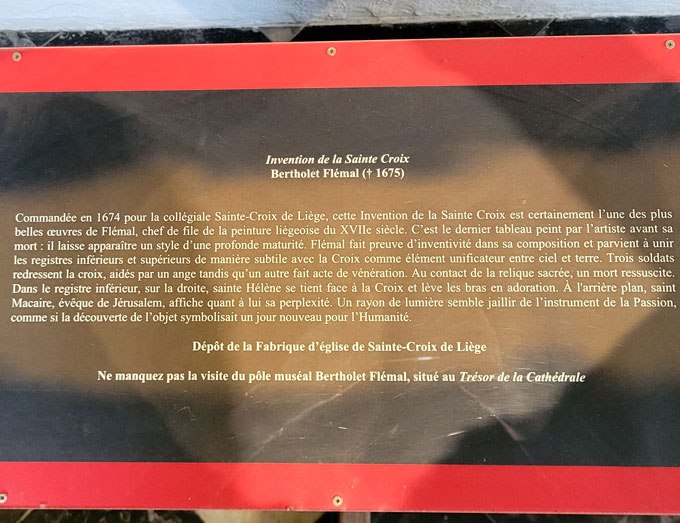 Invention de la Sainte Croix
Bertholet Flémal († 1675)
Commandée en 1674 pour la collégiale Sainte-Croix de Liège, cette Invention de la Sainte Croix est certainement l’une des plus
belles œuvres de Flémal, chef de file de la peinture liégeoise du XVIIe siècle. C’est le dernier tableau peint par l’artiste avant sa
mort : il laisse apparaître un style d’une profonde maturité. Flémal fait preuve d’inventivité dans sa composition et parvient à unir
les registres inférieurs et supérieurs de manière subtile avec la Croix comme élément unificateur entre ciel et terre. Trois soldats
redressent la croix, aidés par un ange tandis qu’un autre fait acte de vénération. Au contact de la relique sacrée, un mort ressuscite.
Dans le registre inférieur, sur la droite, sainte Hélène se tient face à la Croix et lève les bras en adoration. À l'arrière plan, saint
Macaire, évêque de Jérusalem, affiche quant à lui sa perplexité. Un rayon de lumière semble jaillir de l’instrument de la Passion,
comme si la découverte de l’objet symbolisait un jour nouveau pour l’Humanité.
Dépôt de la Fabrique d’église de Sainte-Croix de Liège
Ne manquez pas la visite du pôle muséal Bertholet Flémal, situé au Trésor de la Cathédrale